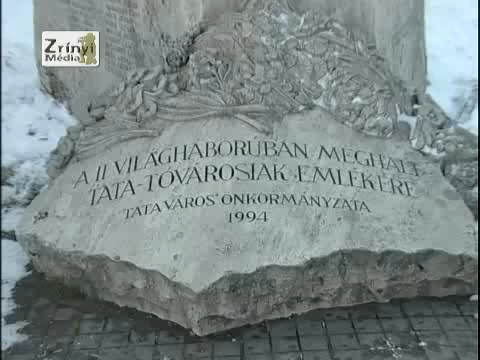 Zrínyi
Média
A II VILÁGHÁBORÚBAN MEGHALT
TATA-TÓVÁROSIAK EMLÉKÉRE
TATA VÁROS ÖNKORMÁNYZATA
1994